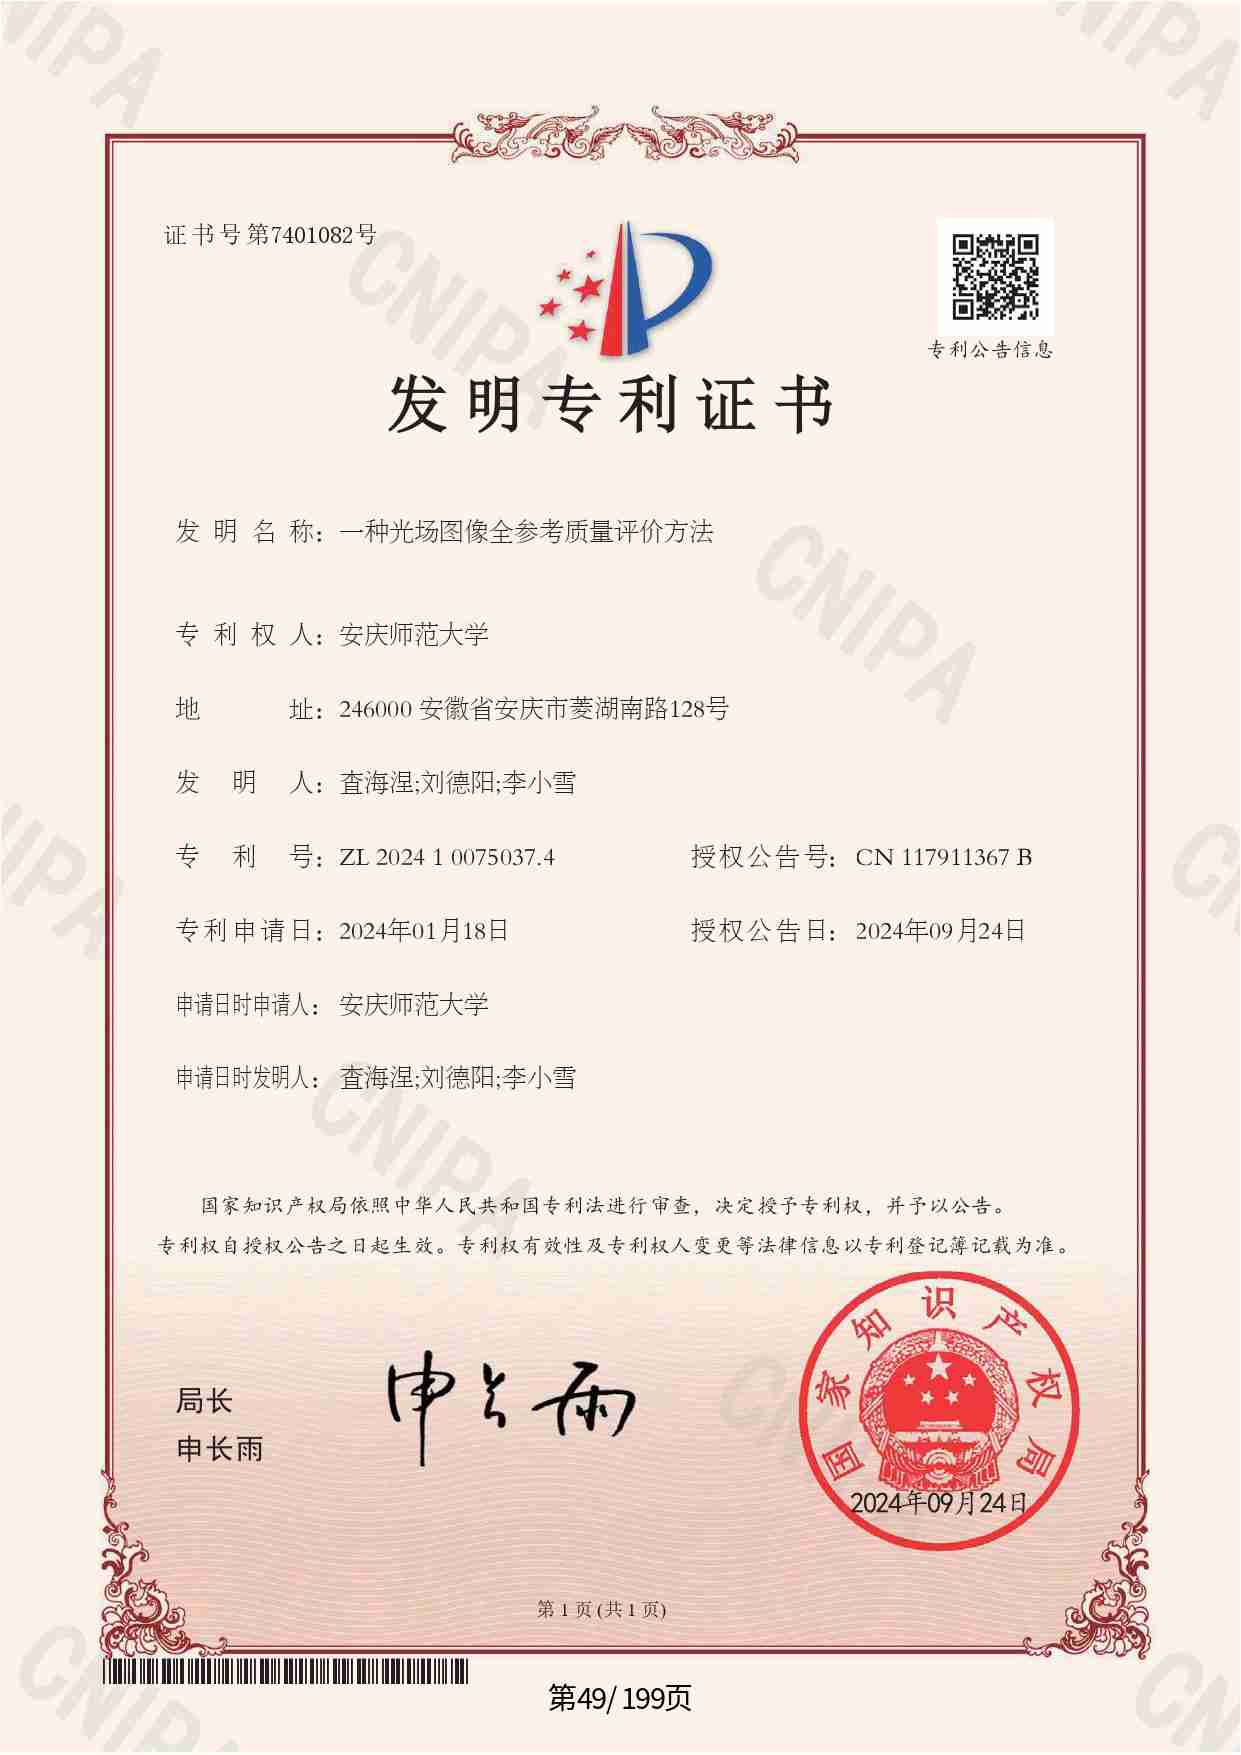 证书号第7401082号
专利公告信息
发明专利证书
发明名称：一种光场图像全参考质量评价方法
专利权人：安庆师范大学
地址：246000 安徽省安庆市菱湖南路128号
发明人：查海涅;刘德阳;李小雪
专利号：ZL 2024 1 0075037.4 授权公告号：CN 117911367 B
专利申请日：2024年01月18日 授权公告日：2024年09月24日
申请日时申请人：安庆师范大学
申请日时发明人：查海涅;刘德阳;李小雪
国家知识产权局依照中华人民共和国专利法进行审查，决定授予专利权，并予以公告。
专利权自授权公告之日起生效。专利权有效性及专利权人变更等法律信息以专利登记簿记载为准。
局长
申长雨
申长雨
国家知识产权局
2024年09月24日
第 1 页 (共 1 页)
第49/199页
CNIPA
CNIPA
CNIPA
CNIPA
CNIPA
CNIPA